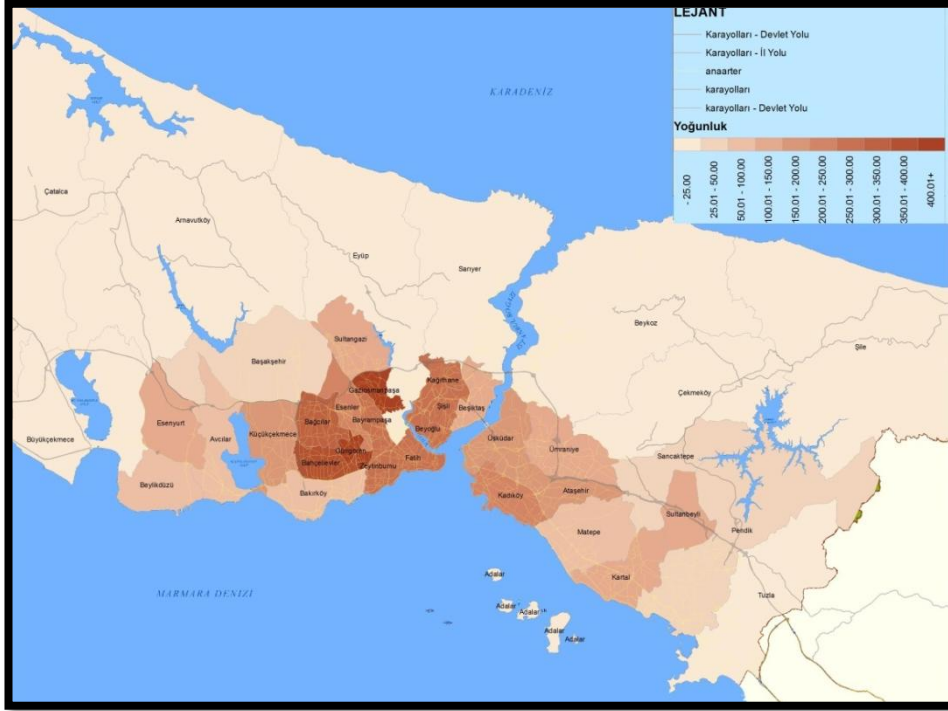 LEJANT
Karayolları - Devlet Yolu
Karayolları - İl Yolu
anaarter
karayolları
karayolları - Devlet Yolu
Yoğunluk
- 25.00
25.01 - 50.00
50.01 - 100.00
100.01 - 150.00
150.01 - 200.00
200.01 - 250.00
250.01 - 300.00
300.01 - 350.00
350.01 - 400.00
400.01+
KARADENİZ
Çatalca
Arnavutköy
Eyüp
Sarıyer
Beykoz
Şile
Sultangazi
Başakşehir
Gaziosmanpaşa
Kağıthane
Çekmeköy
Esenler
Şişli
Beşiktaş
Esenyurt
Bağcılar
Bayrampaşa
Beyoğlu
Büyükçekmece
Avcılar
Küçükçekmece
Üsküdar
Ümraniye
Güngören
Fatih
Sancaktepe
Bahçelievler
Zeytinburnu
Beylikdüzü
Bakırköy
Kadıköy
Ataşehir
Sultanbeyli
Matepe
Pendik
Kartal
Adalar
Adalar
Adalar
Adalar
Adalar
Tuzla
MARMARA DENİZİ